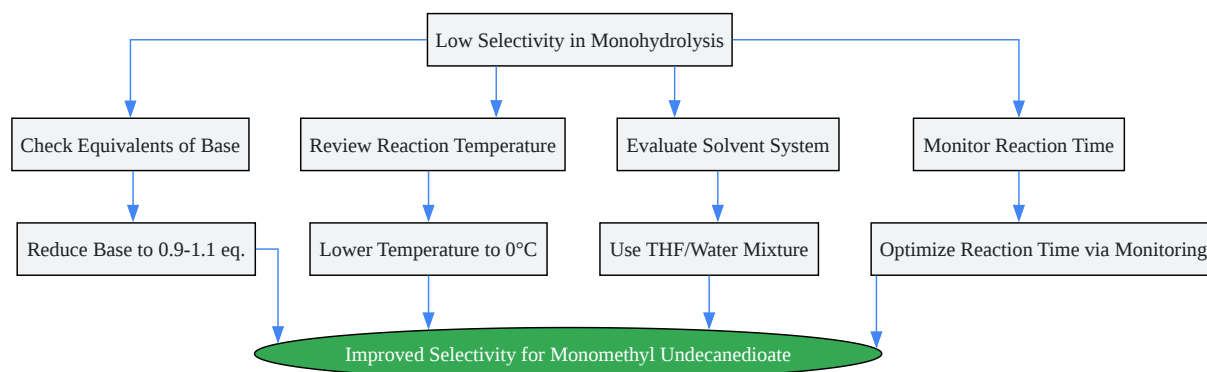 Low Selectivity in Monohydrolysis
Check Equivalents of Base
Review Reaction Temperature
Evaluate Solvent System
Monitor Reaction Time
Reduce Base to 0.9-1.1 eq.
Lower Temperature to 0°C
Use THF/Water Mixture
Optimize Reaction Time via Monitoring
Improved Selectivity for Monomethyl Undecanedioate